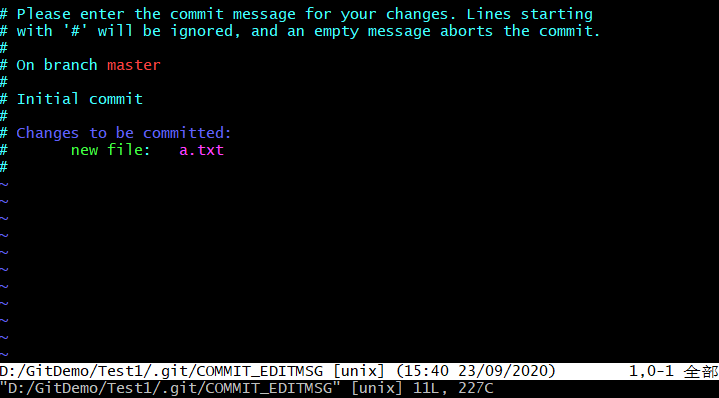 # Please enter the commit message for your changes. Lines starting
# with '#' will be ignored, and an empty message aborts the commit.
#
# On branch master
#
# Initial commit
#
# Changes to be committed:
#       new file:   a.txt
#
~
~
~
~
~
~
~
~
~
~
~
D:/GitDemo/Test1/.git/COMMIT_EDITMSG [unix] (15:40 23/09/2020)        1,0-1 全部
"D:/GitDemo/Test1/.git/COMMIT_EDITMSG" [unix] 11L, 227C